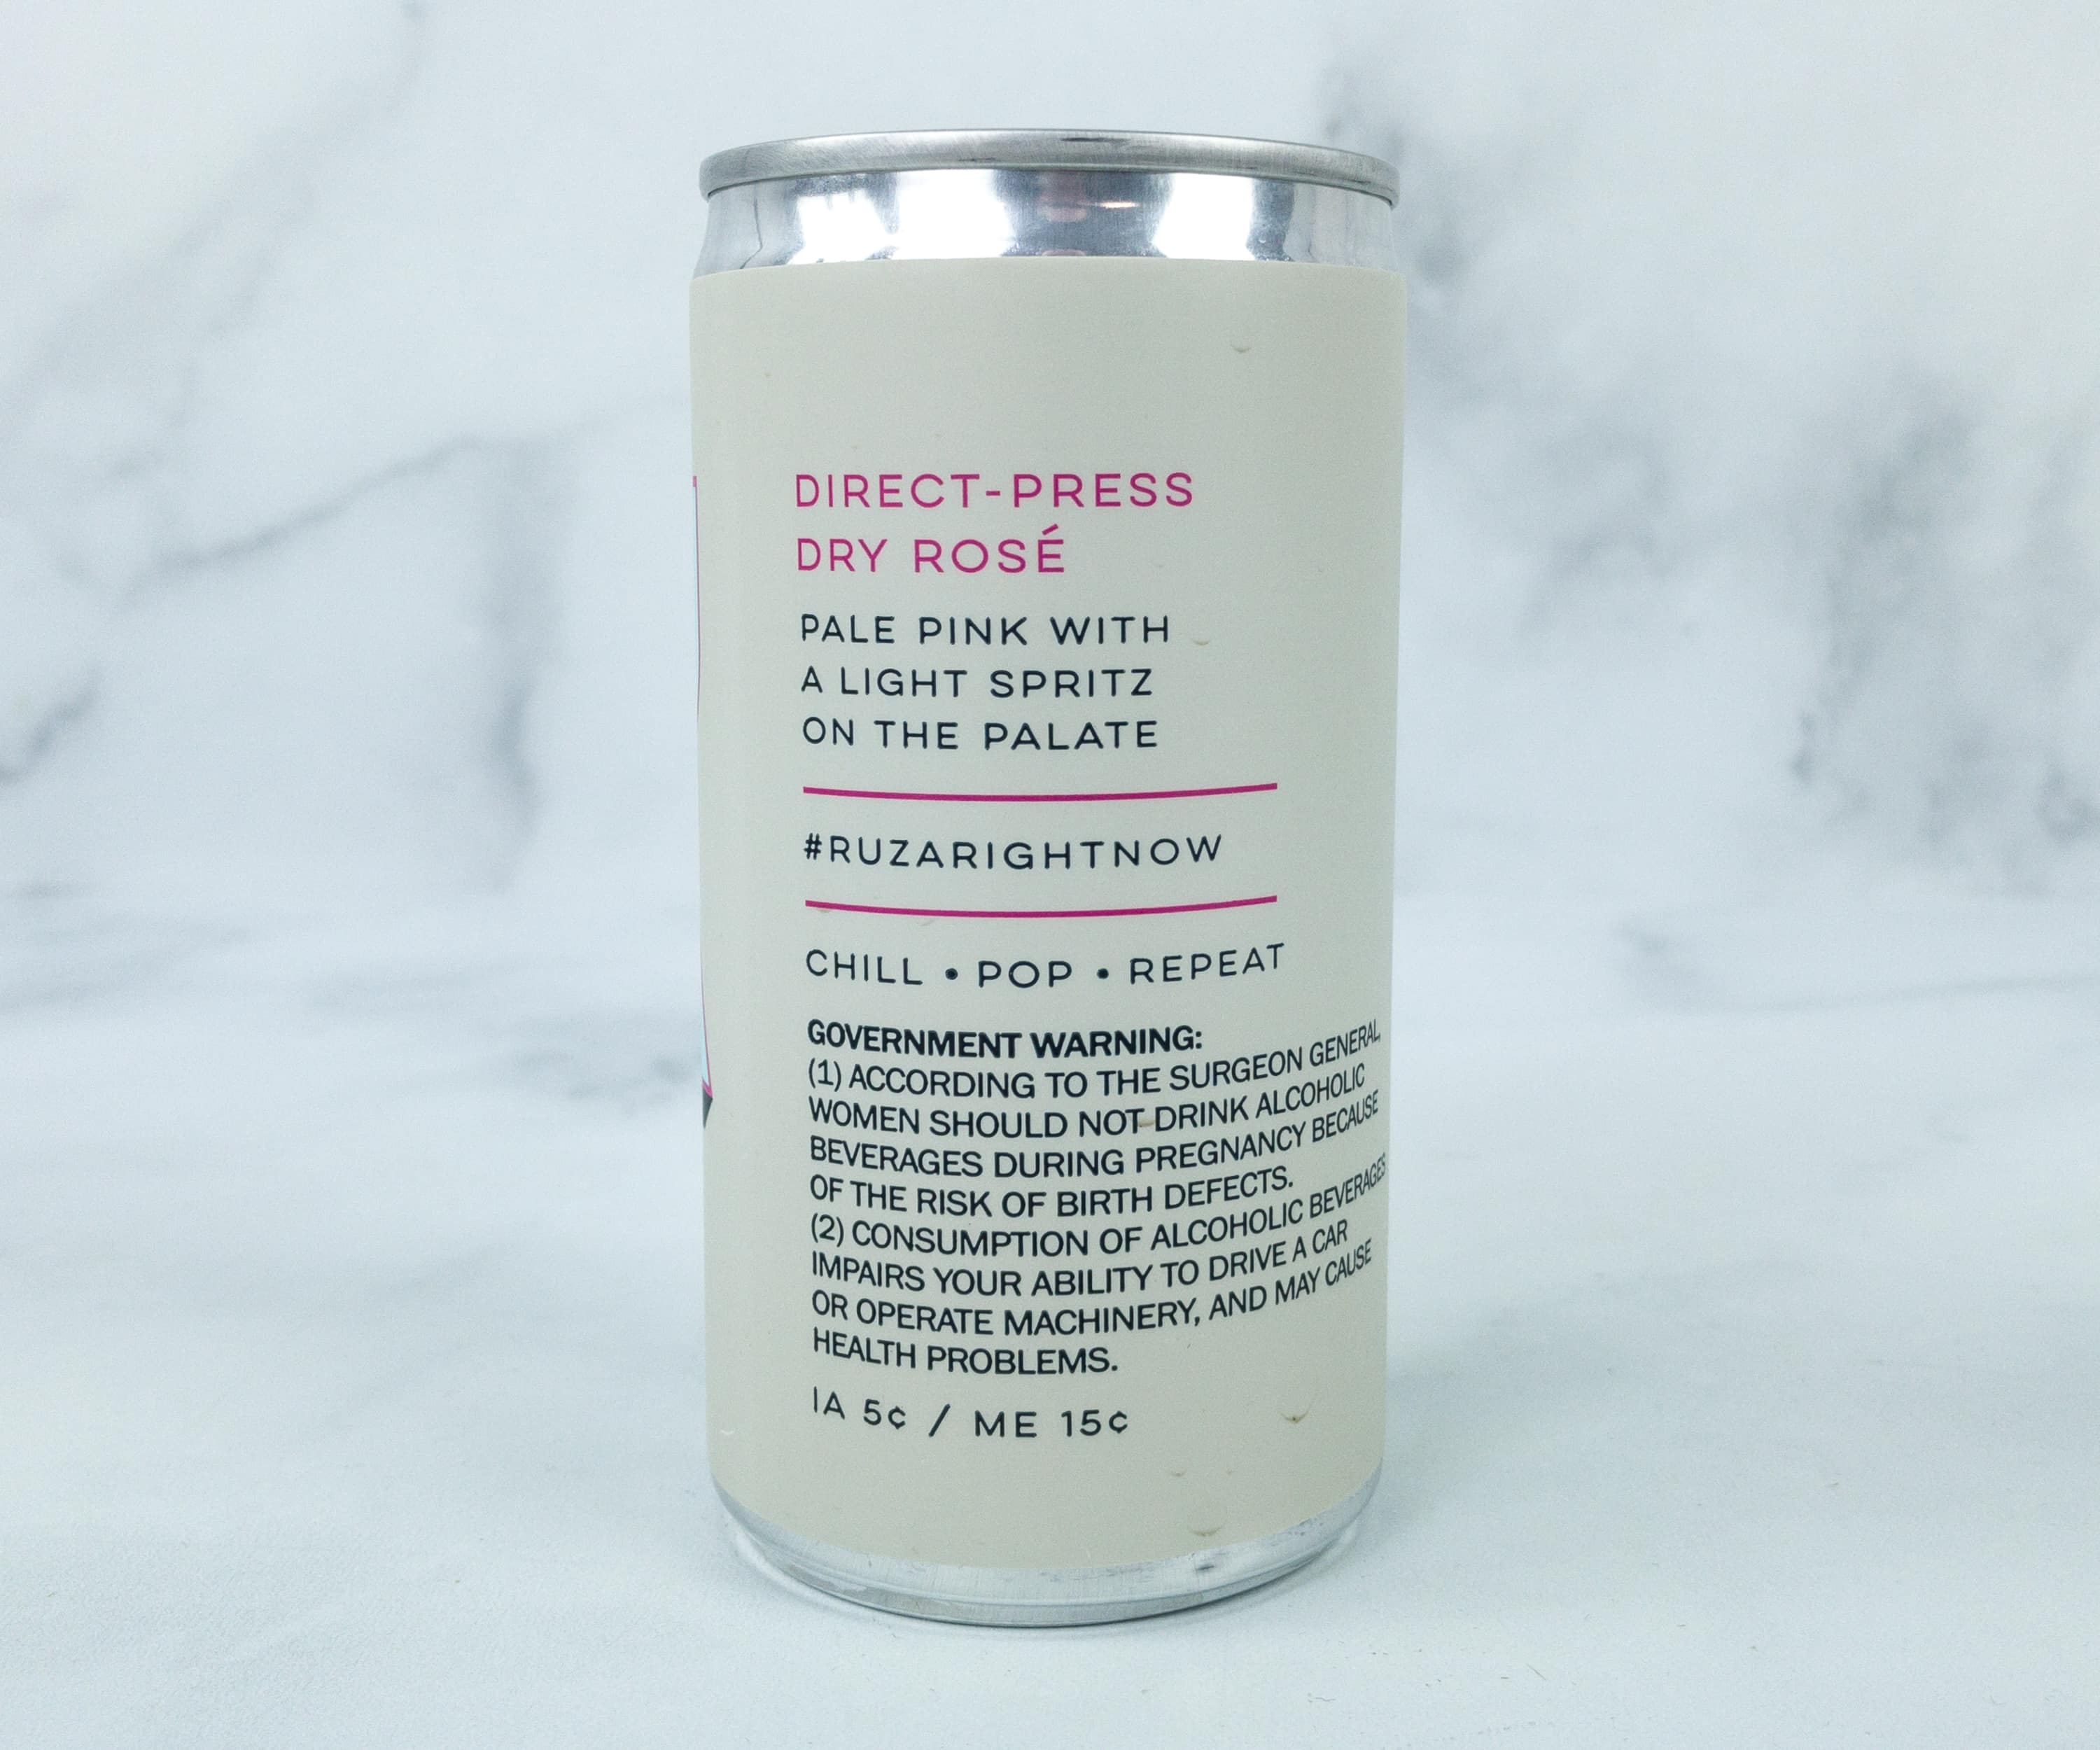 DIRECT-PRESS
DRY ROSÉ
PALE PINK WITH
A LIGHT SPRITZ
ON THE PALATE
#RUZARIGHTNOW
CHILL • POP • REPEAT
GOVERNMENT WARNING:
(1) ACCORDING TO THE SURGEON GENERAL,
WOMEN SHOULD NOT DRINK ALCOHOLIC
BEVERAGES DURING PREGNANCY BECAUSE
OF THE RISK OF BIRTH DEFECTS.
(2) CONSUMPTION OF ALCOHOLIC BEVERAGES
IMPAIRS YOUR ABILITY TO DRIVE A CAR
OR OPERATE MACHINERY, AND MAY CAUSE
HEALTH PROBLEMS.
IA 5¢ / ME 15¢